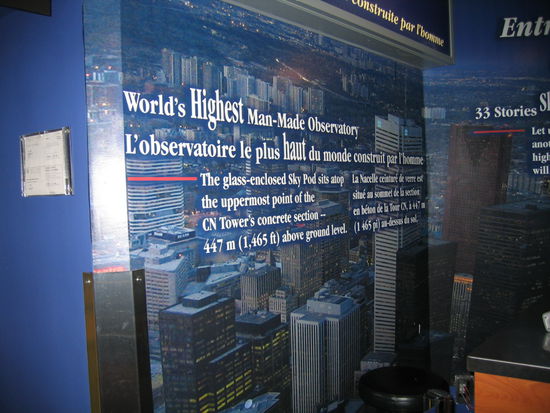 construite par l'homme
World's Highest Man-Made Observatory
L'observatoire le plus haut du monde construit par l'homme
The glass-enclosed Sky Pod sits atop
the uppermost point of the
CN Tower's concrete section –
447 m (1,465 ft) above ground level.
La Nacelle ceinturé de verre est
situé au sommet de la section
en béton de la Tour CN, à 447 m
(1 465 pi) au-dessus du sol.
33 Stories
Let